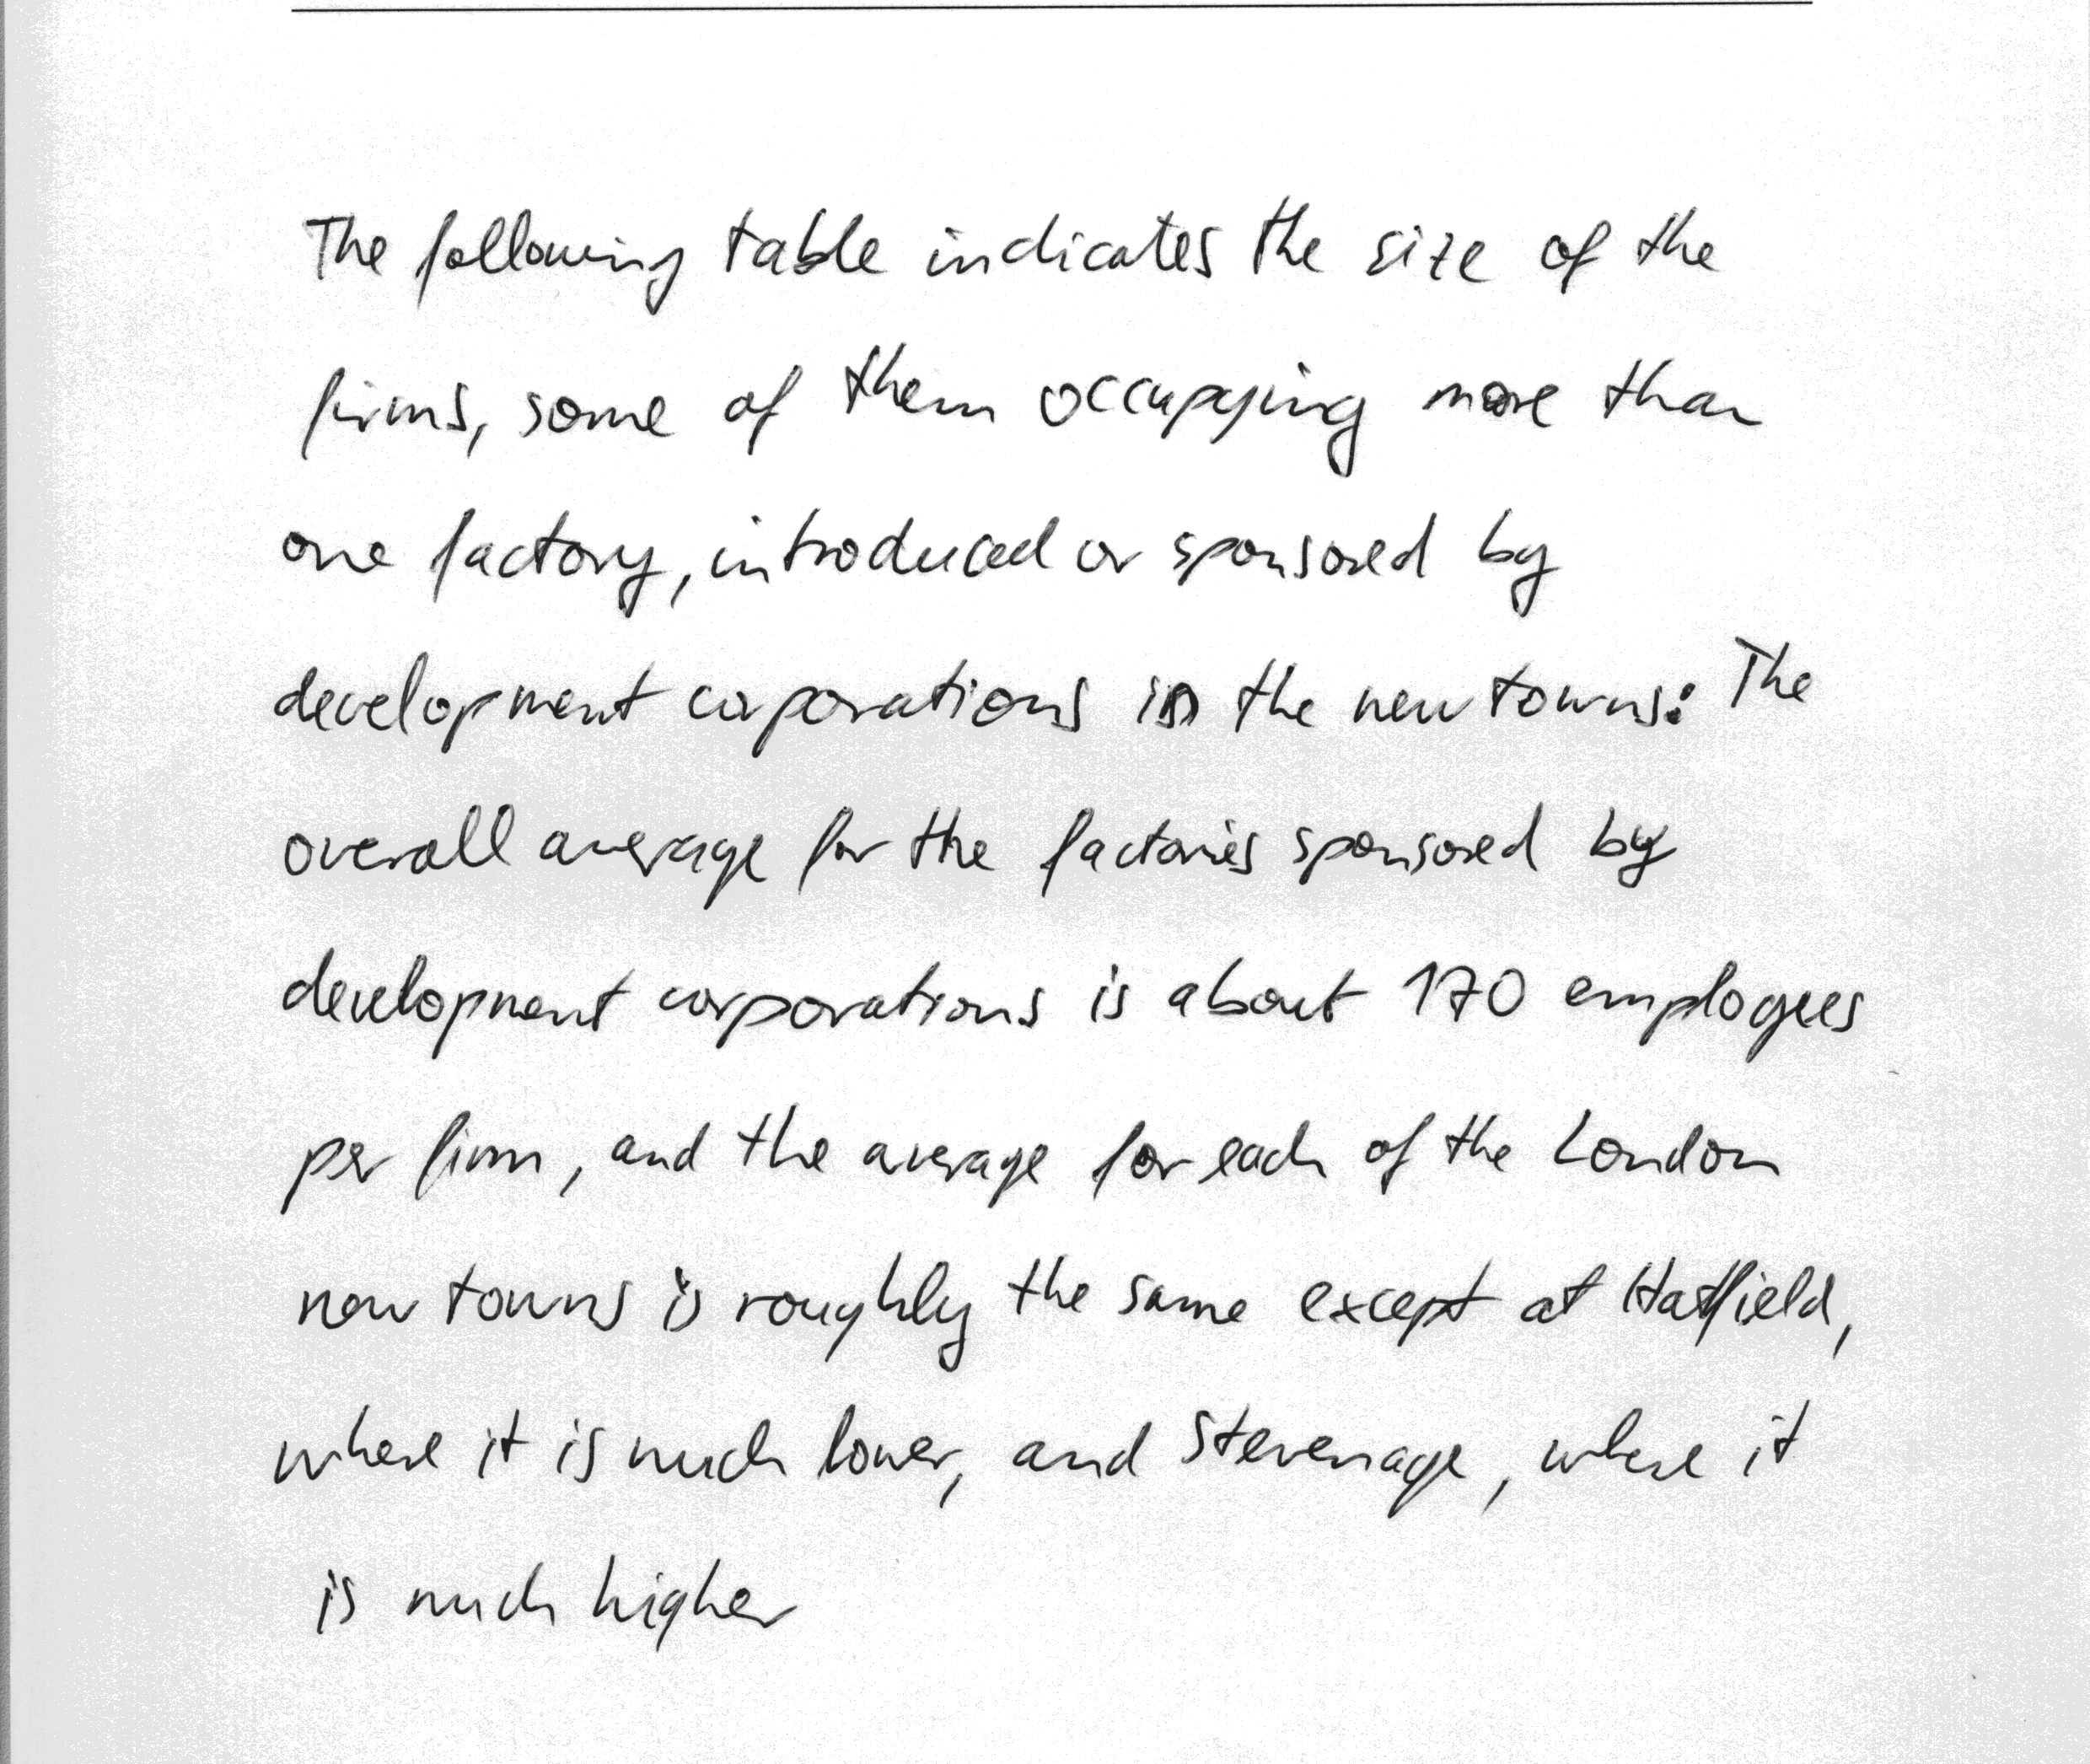 The following table indicates the size of the
firms, some of them occupying more than
one factory, introduced or sponsored by
development corporations in the new towns: The
overall average for the factories sponsored by
development corporations is about 170 employees
per firm, and the average for each of the London
new towns is roughly the same except at Hatfield,
where it is much lower, and Stevenage, where it
is much higher